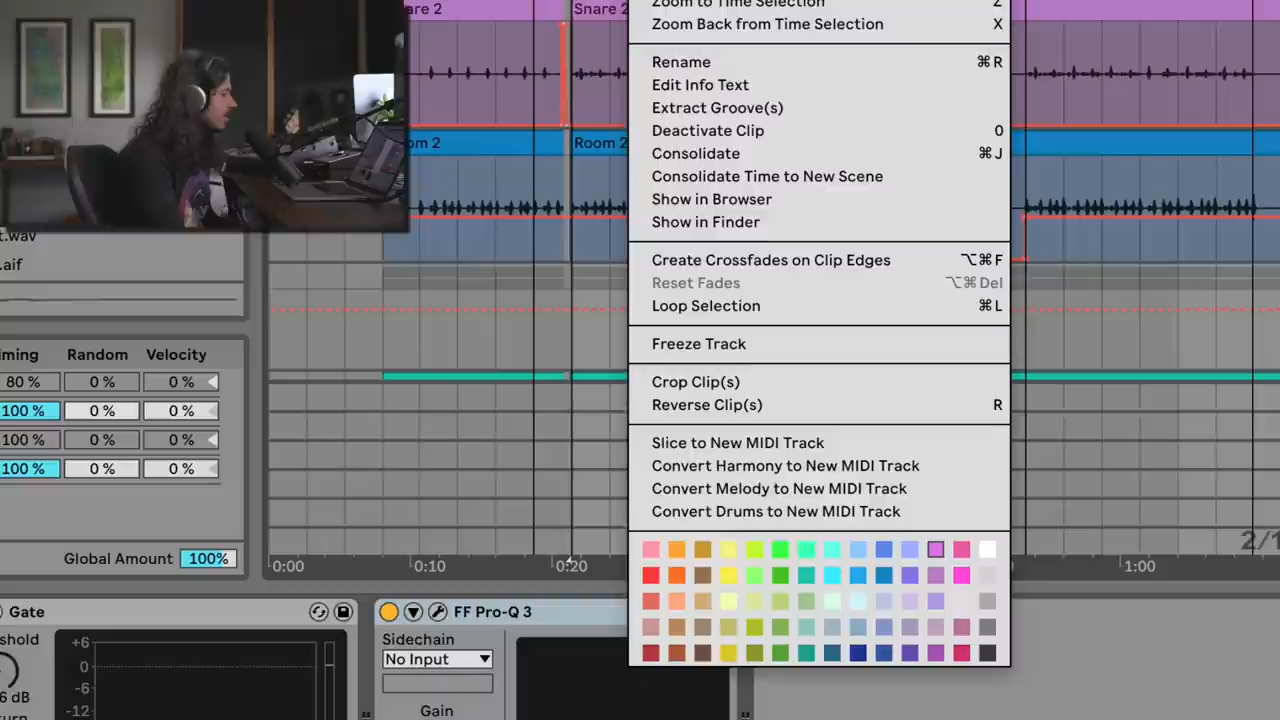 are 2
Snare 2
om 2
Room 2
t.wav
.aif
ming Random Velocity
80 % 0 % 0 %
100 % 0 % 0 %
100 % 0 % 0 %
100 % 0 % 0 %
Global Amount 100%
Zoom to Time Selection Z
Zoom Back from Time Selection X
Rename ⌘R
Edit Info Text
Extract Groove(s)
Deactivate Clip 0
Consolidate ⌘J
Consolidate Time to New Scene
Show in Browser
Show in Finder
Create Crossfades on Clip Edges ⌥⌘F
Reset Fades ⌥⌘Del
Loop Selection ⌘L
Freeze Track
Crop Clip(s)
Reverse Clip(s) R
Slice to New MIDI Track
Convert Harmony to New MIDI Track
Convert Melody to New MIDI Track
Convert Drums to New MIDI Track
2/1
0:00 0:10 0:20 1:00
Gate
shold
+6
0
-6
-12
6 dB
urn
FF Pro-Q 3
Sidechain
No Input
Gain